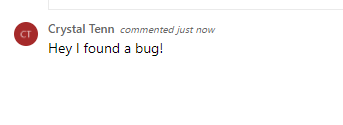 CT
Crystal Tenn commented just now
Hey I found a bug!